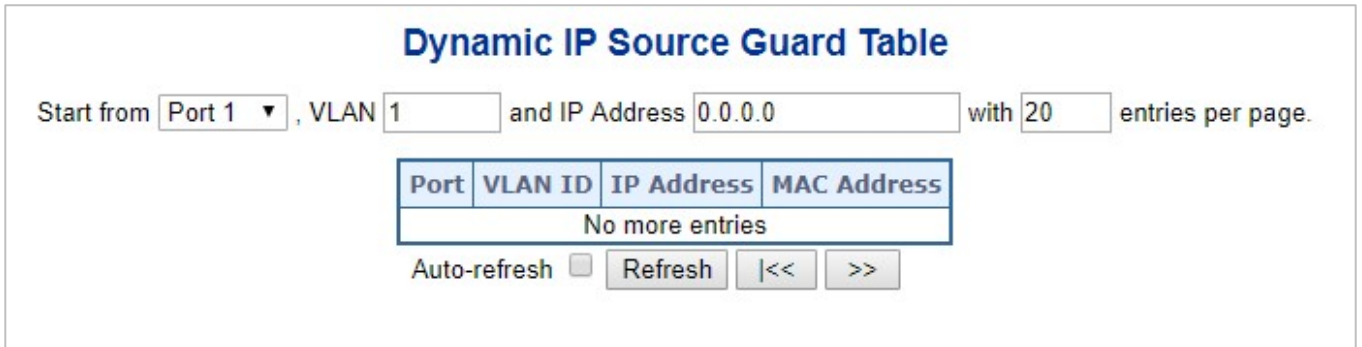 Dynamic IP Source Guard Table
Start from Port 1 ▼ , VLAN 1 and IP Address 0.0.0.0 with 20 entries per page.
Port VLAN ID IP Address MAC Address
No more entries
Auto-refresh Refresh |<< >>